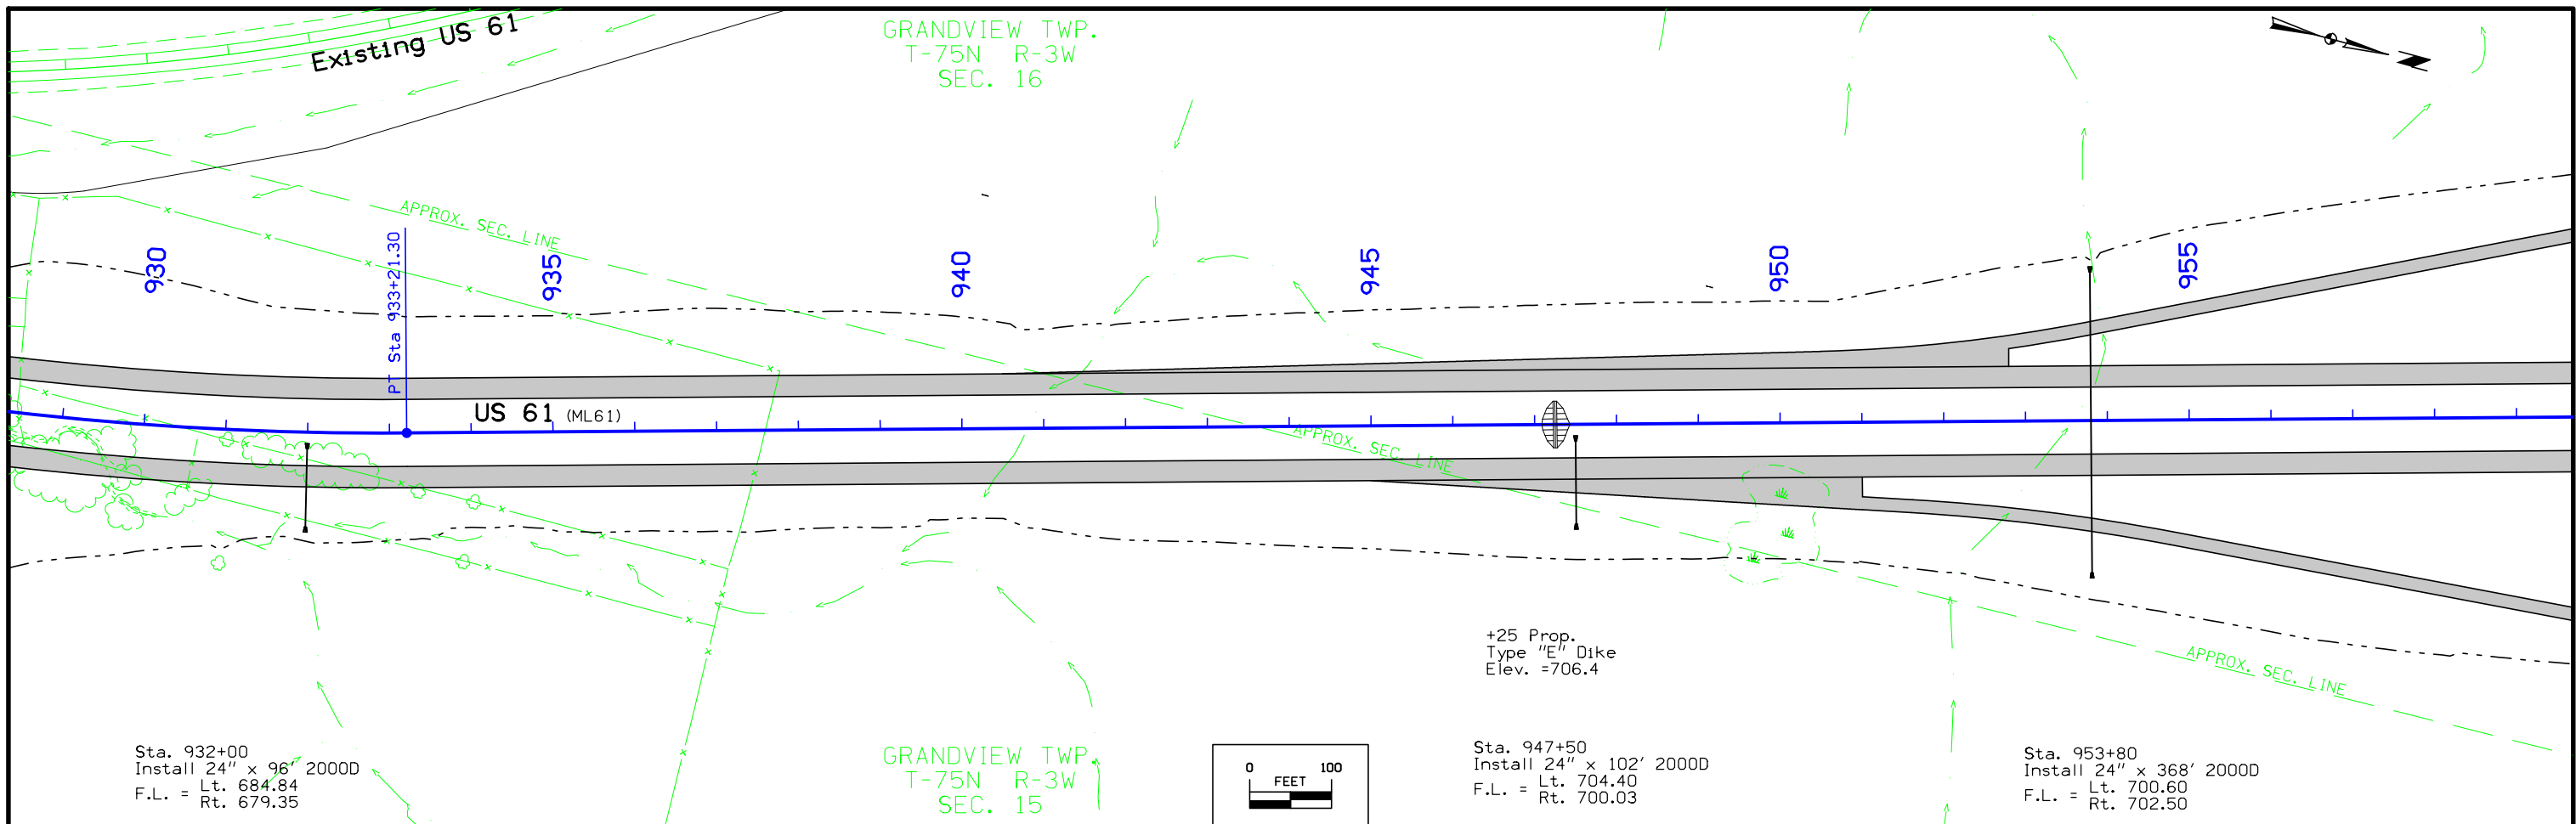 Existing US 61
GRANDVIEW TWP.
T-75N R-3W
SEC. 16
N
APPROX. SEC. LINE
930
PT Sta 933+21.30
935
940
945
950
955
US 61 (ML61)
APPROX. SEC. LINE
+25 Prop.
Type "E" Dike
Elev. =706.4
APPROX. SEC. LINE
Sta. 932+00
Install 24" x 96' 2000D
F.L. = Lt. 684.84
Rt. 679.35
GRANDVIEW TWP.
T-75N R-3W
SEC. 15
0 100
FEET
Sta. 947+50
Install 24" x 102' 2000D
F.L. = Lt. 704.40
Rt. 700.03
Sta. 953+80
Install 24" x 368' 2000D
F.L. = Lt. 700.60
Rt. 702.50